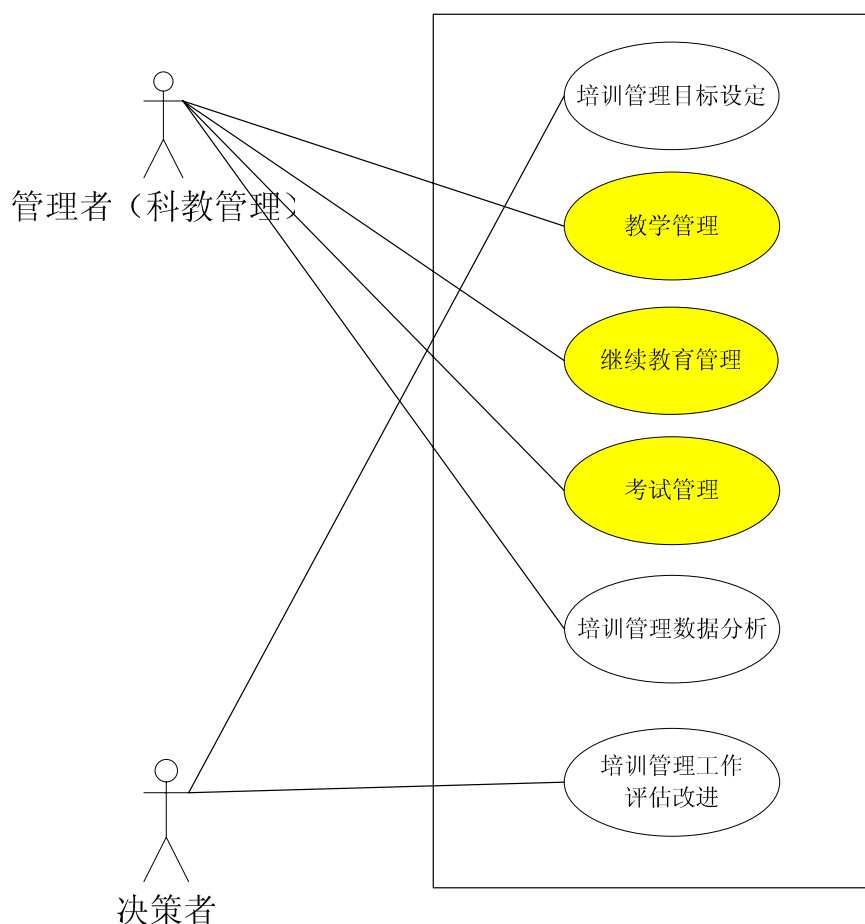 培训管理目标设定
管理者（科教管理）
教学管理
继续教育管理
考试管理
培训管理数据分析
培训管理工作
评估改进
决策者